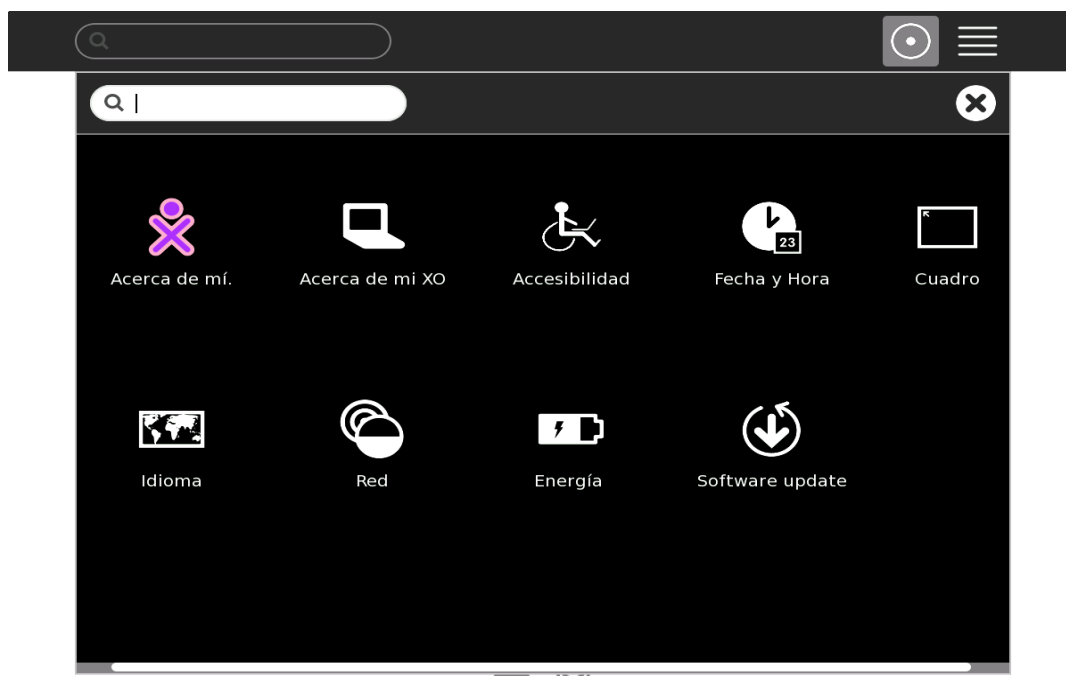 Acerca de mí.
Acerca de mi XO
Accesibilidad
23
Fecha y Hora
Cuadro
Idioma
Red
Energía
Software update